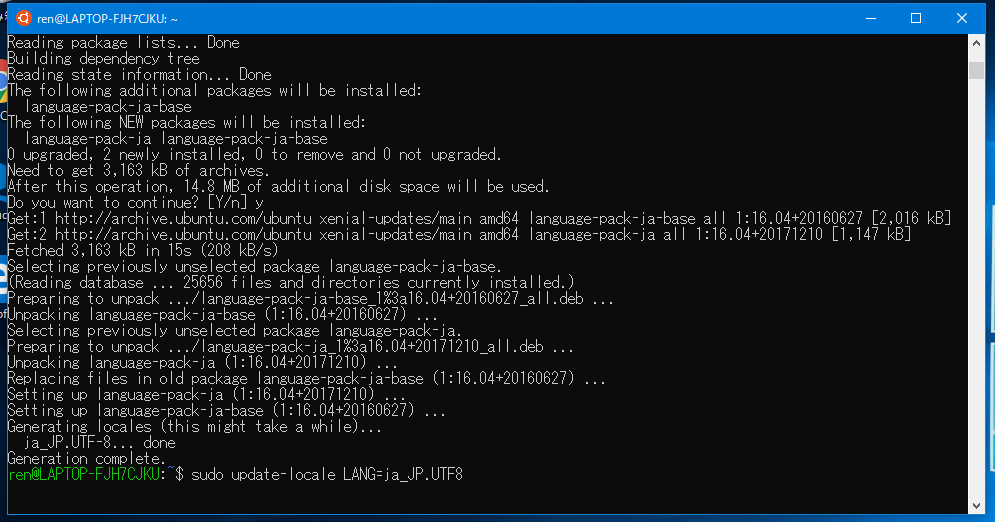 ren@LAPTOP-FJH7CJKU: ~
Reading package lists... Done
Building dependency tree
Reading state information... Done
The following additional packages will be installed:
  language-pack-ja-base
The following NEW packages will be installed:
  language-pack-ja language-pack-ja-base
0 upgraded, 2 newly installed, 0 to remove and 0 not upgraded.
Need to get 3,163 kB of archives.
After this operation, 14.8 MB of additional disk space will be used.
Do you want to continue? [Y/n] y
Get:1 http://archive.ubuntu.com/ubuntu xenial-updates/main amd64 language-pack-ja-base all 1:16.04+20160627 [2,016 kB]
Get:2 http://archive.ubuntu.com/ubuntu xenial-updates/main amd64 language-pack-ja all 1:16.04+20171210 [1,147 kB]
Fetched 3,163 kB in 15s (208 kB/s)
Selecting previously unselected package language-pack-ja-base.
(Reading database ... 25656 files and directories currently installed.)
Preparing to unpack .../language-pack-ja-base_1%3a16.04+20160627_all.deb ...
Unpacking language-pack-ja-base (1:16.04+20160627) ...
Selecting previously unselected package language-pack-ja.
Preparing to unpack .../language-pack-ja_1%3a16.04+20171210_all.deb ...
Unpacking language-pack-ja (1:16.04+20171210) ...
Replacing files in old package language-pack-ja-base (1:16.04+20160627) ...
Setting up language-pack-ja (1:16.04+20171210) ...
Setting up language-pack-ja-base (1:16.04+20160627) ...
Generating locales (this might take a while)...
  ja_JP.UTF-8... done
Generation complete.
ren@LAPTOP-FJH7CJKU:~$ sudo update-locale LANG=ja_JP.UTF8